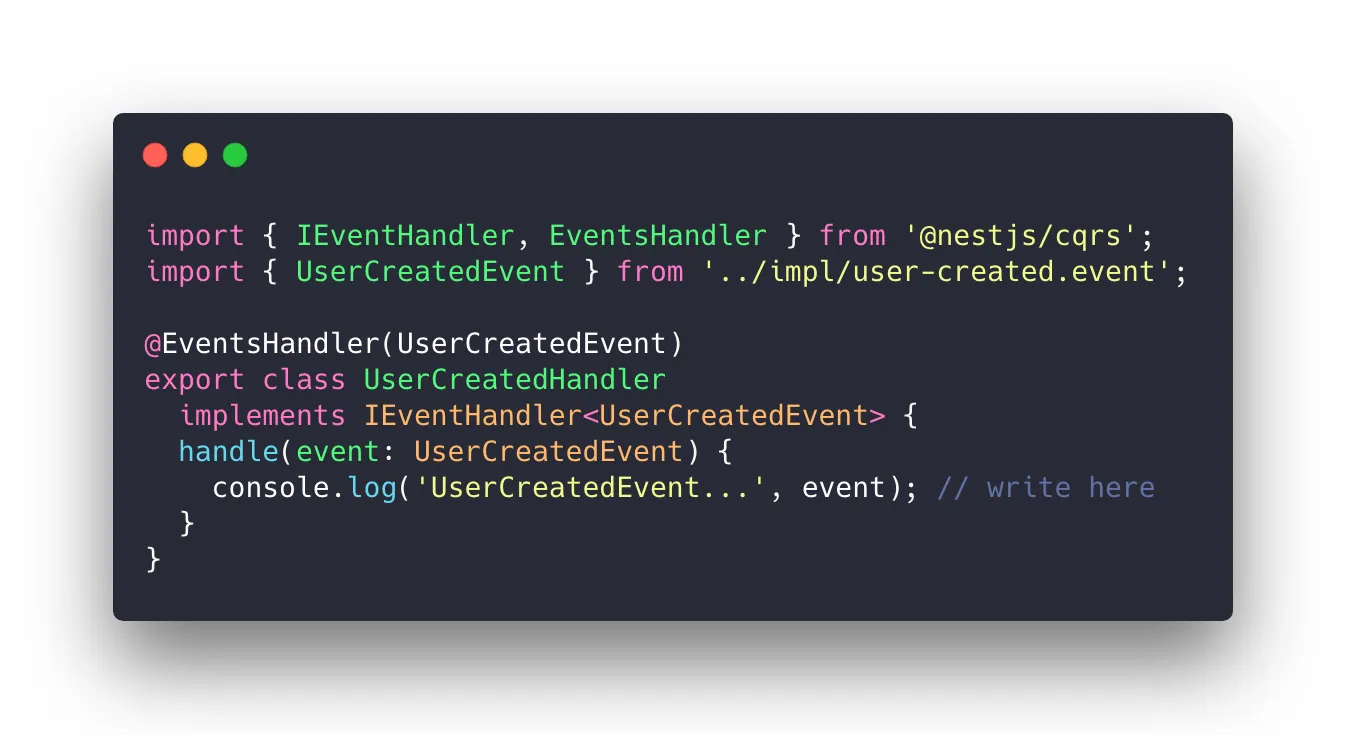 import { IEventHandler, EventsHandler } from '@nestjs/cqrs';
import { UserCreatedEvent } from '../impl/user-created.event';

@EventsHandler(UserCreatedEvent)
export class UserCreatedHandler
  implements IEventHandler<UserCreatedEvent> {
  handle(event: UserCreatedEvent) {
    console.log('UserCreatedEvent...', event); // write here
  }
}